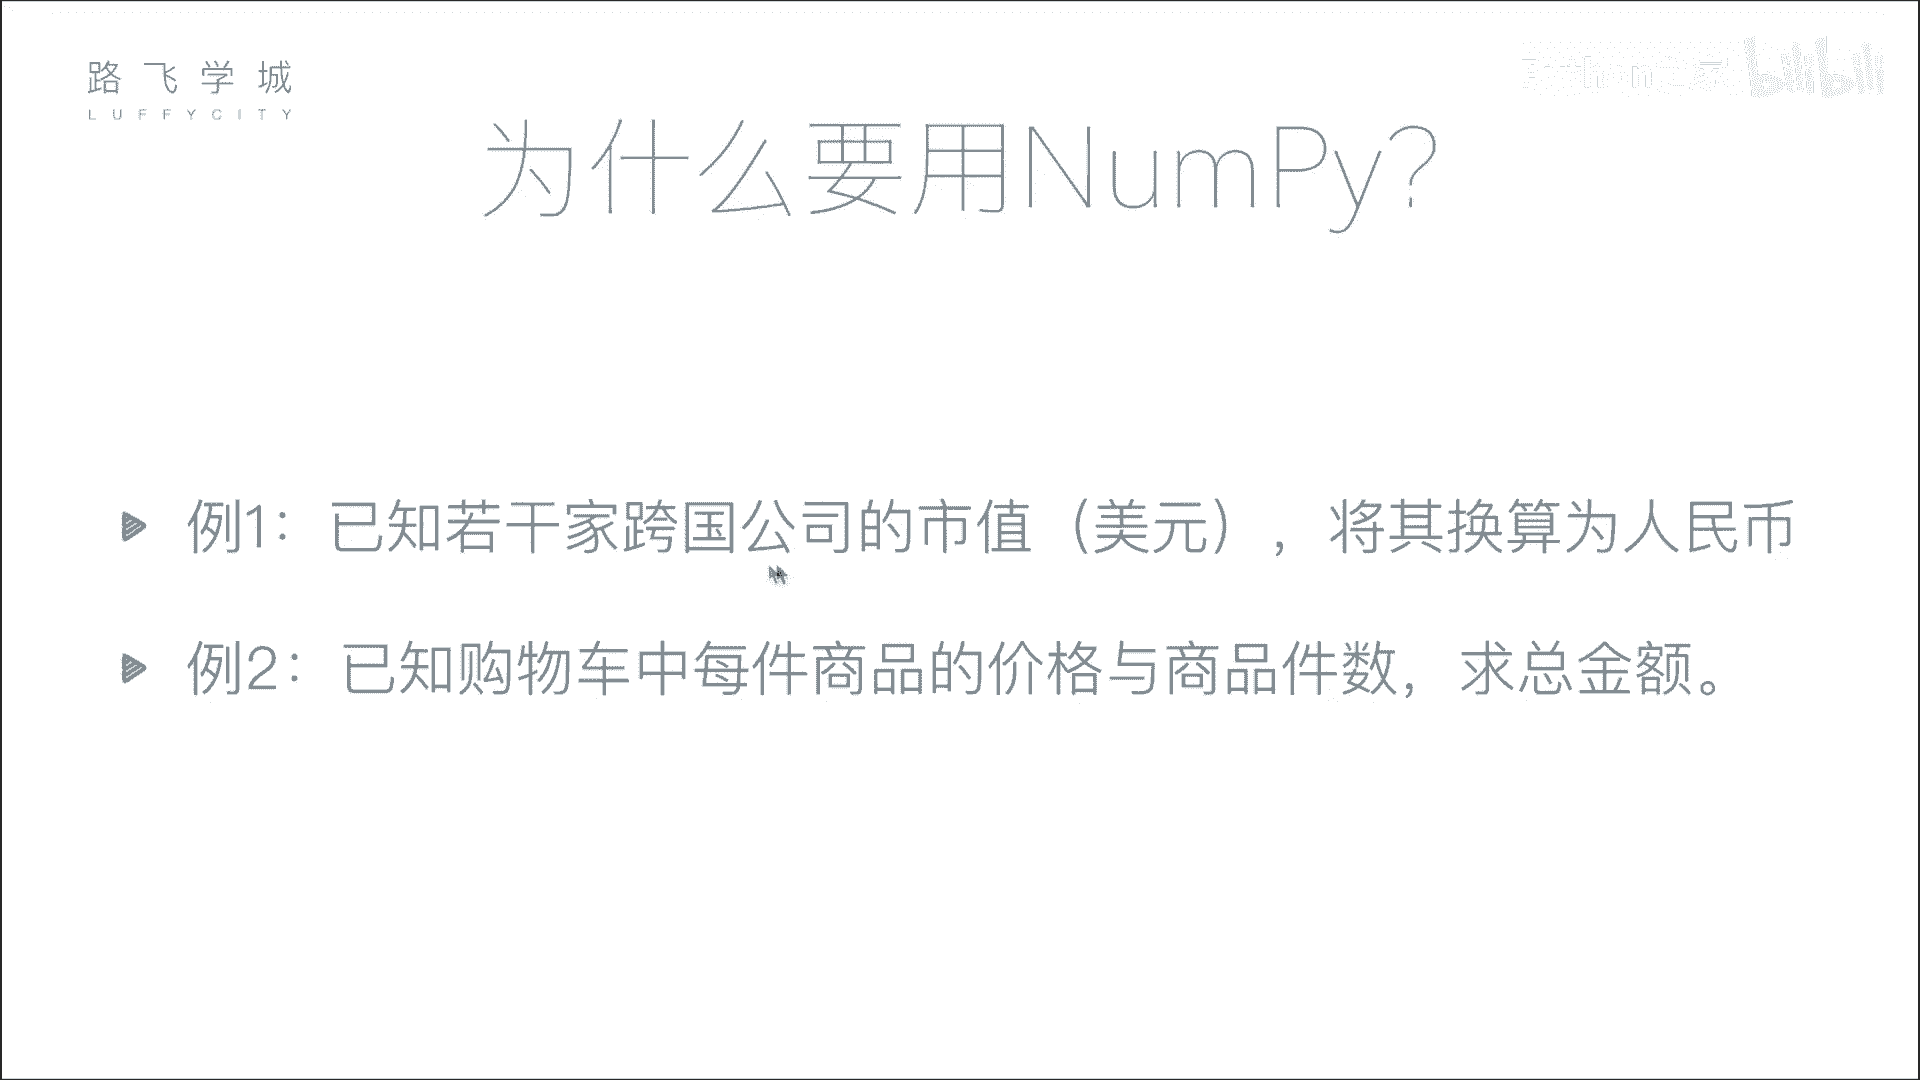 路飞学城
LUFFYCITY
bilibili
为什么要用NumPy?
例1：已知若干家跨国公司的市值（美元），将其换算为人民币
例2：已知购物车中每件商品的价格与商品件数，求总金额。